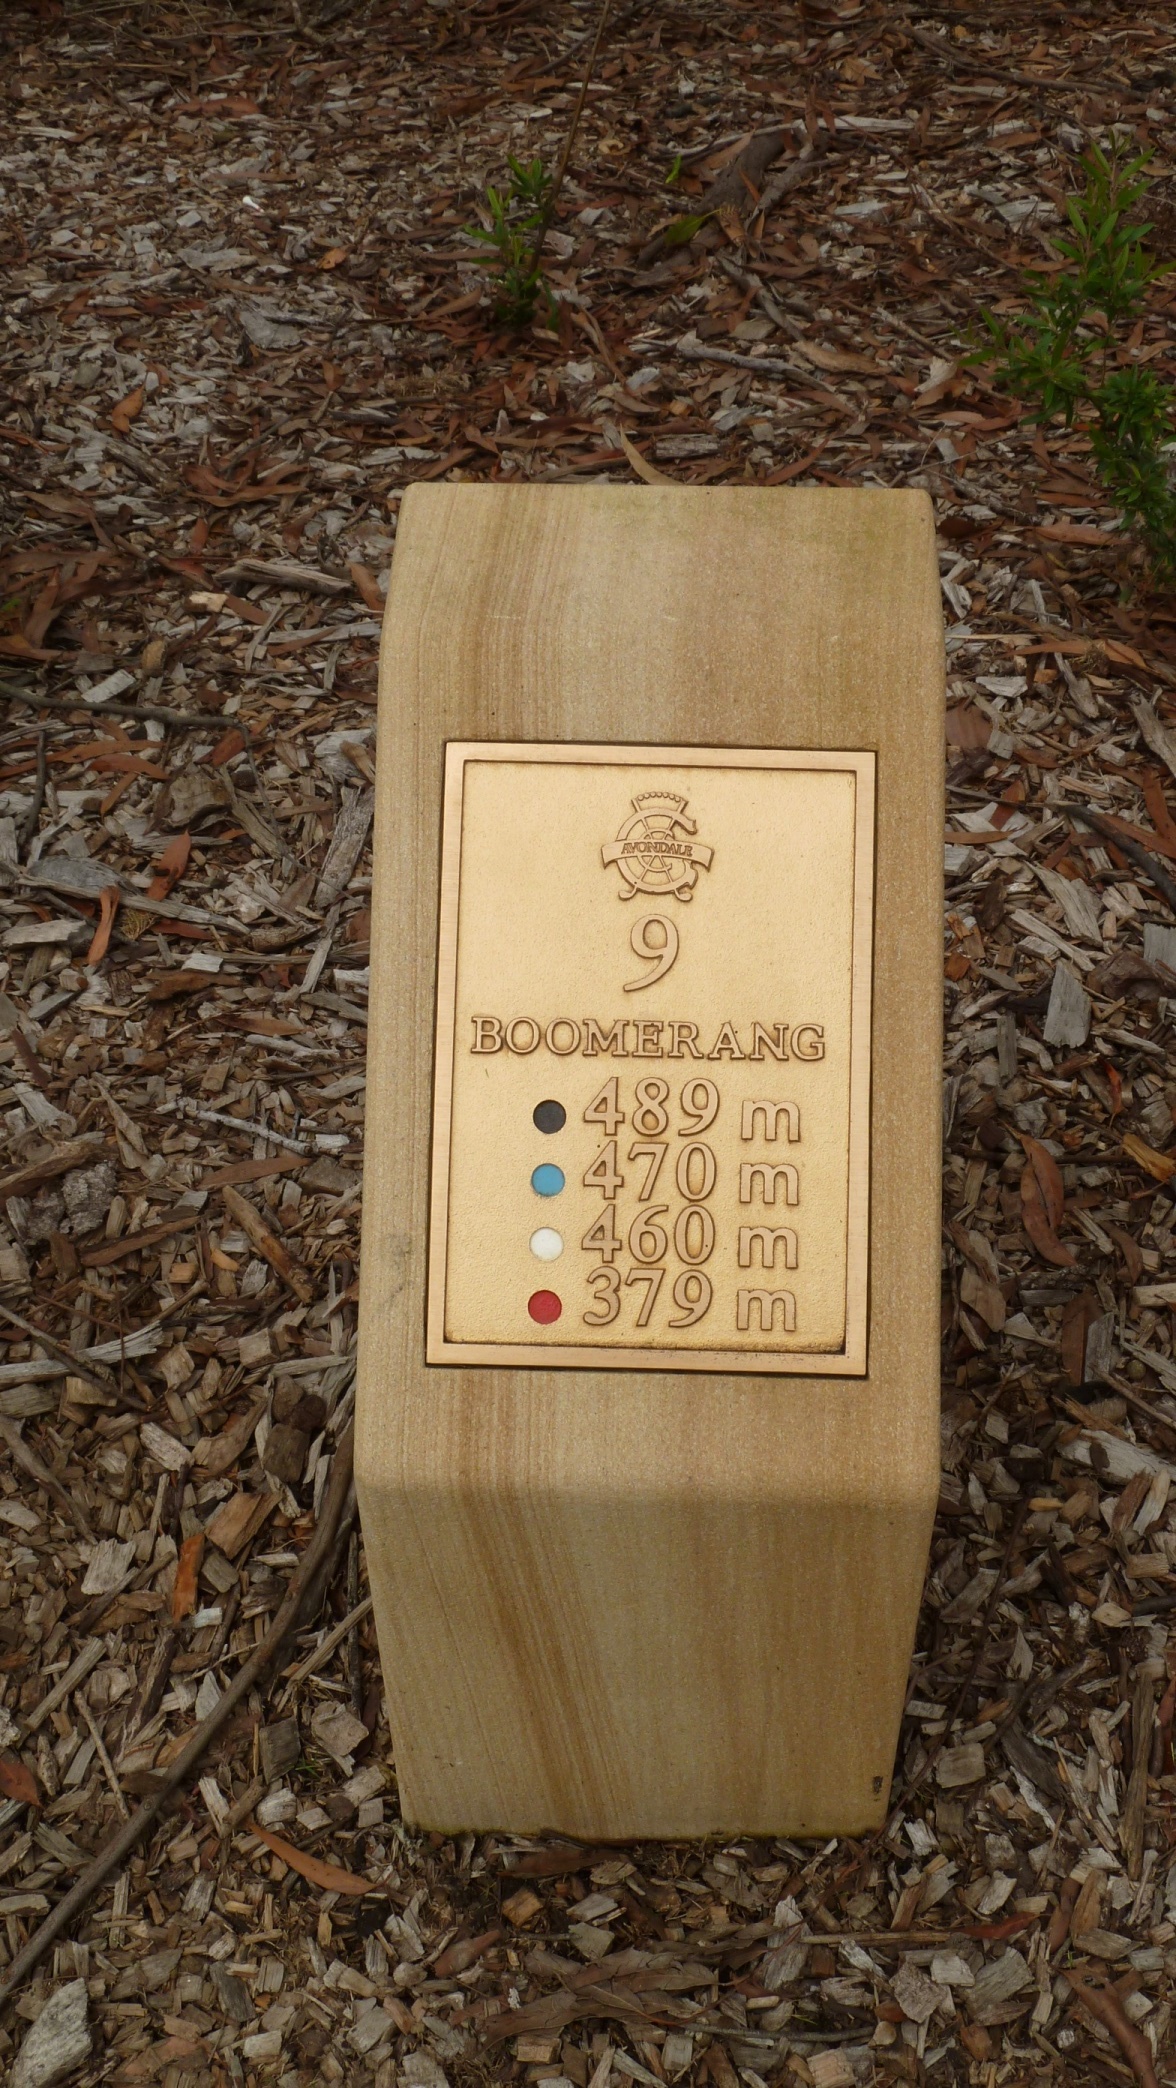 AVONDALE
9
BOOMERANG
489 m
470 m
460 m
379 m